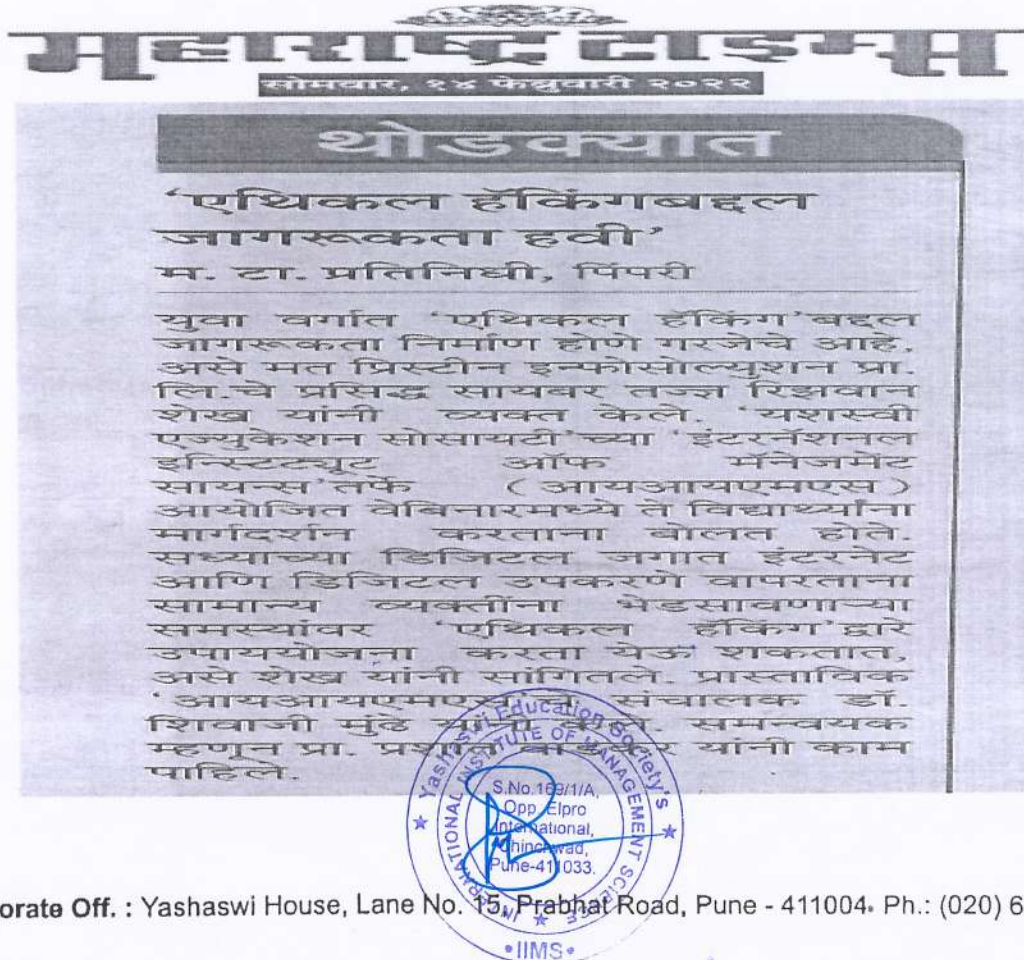 महाराष्ट्र टाइम्स
सोमवार, १४ फेब्रुवारी २०२२
थोडक्यात
‘एथिकल हॅकिंगबद्दल
जागरूकता हवी’
म. टा. प्रतिनिधी, पिंपरी
युवा वर्गात ‘एथिकल हॅकिंग’बद्दल
जागरूकता निर्माण होणे गरजेचे आहे,
असे मत प्रिस्टीन इन्फोसोल्युशन प्रा.
लि.चे प्रसिद्ध सायबर तज्ज्ञ रिझवान
शेख यांनी व्यक्त केले. ‘यशस्वी
एज्युकेशन सोसायटी’च्या ‘इंटरनॅशनल
इन्स्टिट्यूट ऑफ मॅनेजमेंट
सायन्स’तर्फे (आयआयएमएस)
आयोजित वेबिनारमध्ये ते विद्यार्थ्यांना
मार्गदर्शन करताना बोलत होते.
सध्याच्या डिजिटल जगात इंटरनेट
आणि डिजिटल उपकरणे वापरताना
सामान्य व्यक्तींना भेडसावणाऱ्या
समस्यांवर ‘एथिकल हॅकिंग’द्वारे
उपाययोजना करता येऊ शकतात,
असे शेख यांनी सांगितले. प्रास्ताविक
संचालक डॉ.
शिवाजी मुंढे समन्वयक
म्हणून प्रा. यांनी काम
पाहिले.
Yashaswi Education Society's
INTERNATIONAL INSTITUTE OF MANAGEMENT SCIENCE
S.No.169/1/A,
Opp. Elpro
International,
Chinchwad,
Pune-411033.
•IIMS•
orate Off. : Yashaswi House, Lane No. 15, Prabhat Road, Pune - 411004. Ph.: (020) 6